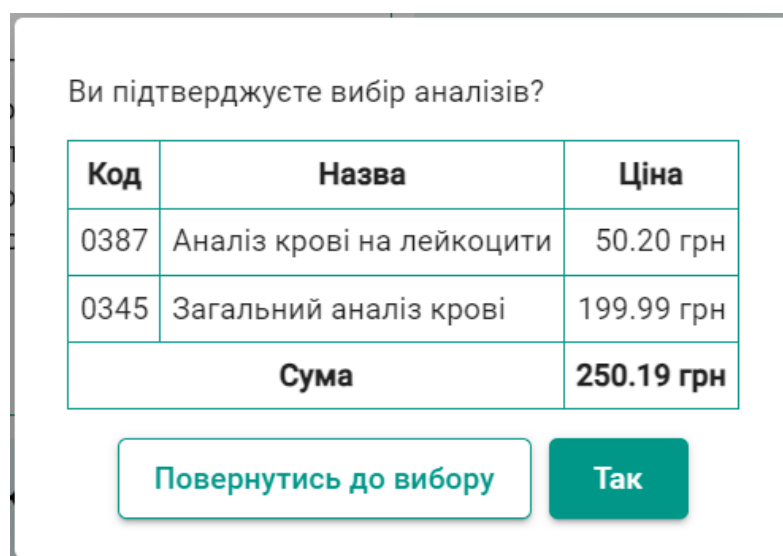 Ви підтверджуєте вибір аналізів?
Код Назва Ціна
0387 Аналіз крові на лейкоцити 50.20 грн
0345 Загальний аналіз крові 199.99 грн
Сума 250.19 грн
Повернутись до вибору Так